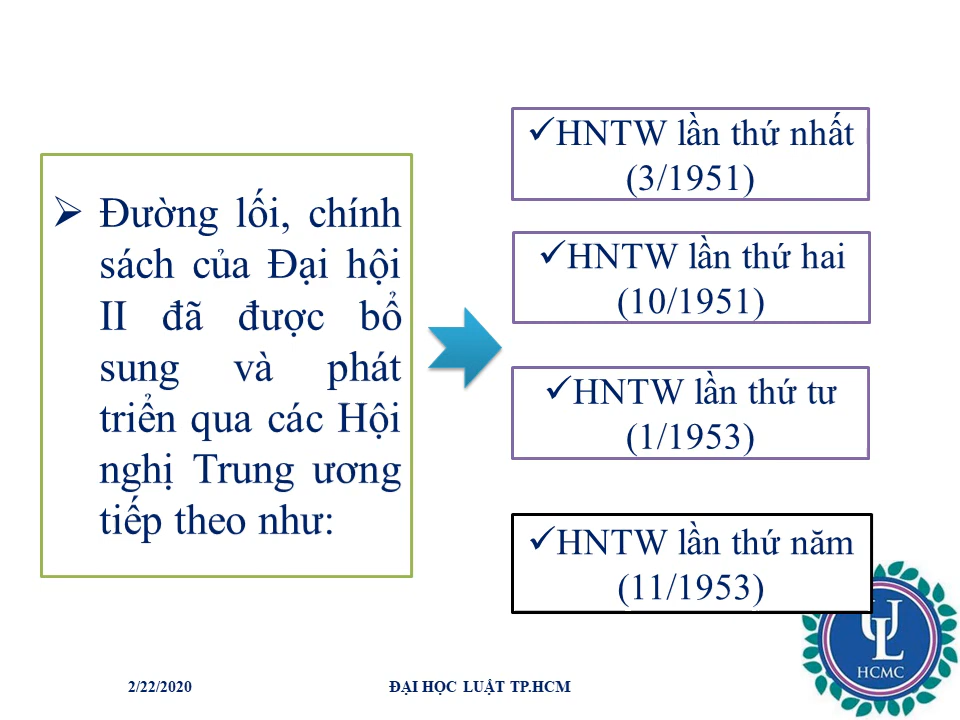 ➢ Đường lối, chính
sách của Đại hội
II đã được bổ
sung và phát
triển qua các Hội
nghị Trung ương
tiếp theo như:
✓HNTW lần thứ nhất
(3/1951)
✓HNTW lần thứ hai
(10/1951)
✓HNTW lần thứ tư
(1/1953)
✓HNTW lần thứ năm
(11/1953)
UL
HCMC
2/22/2020
ĐẠI HỌC LUẬT TP.HCM